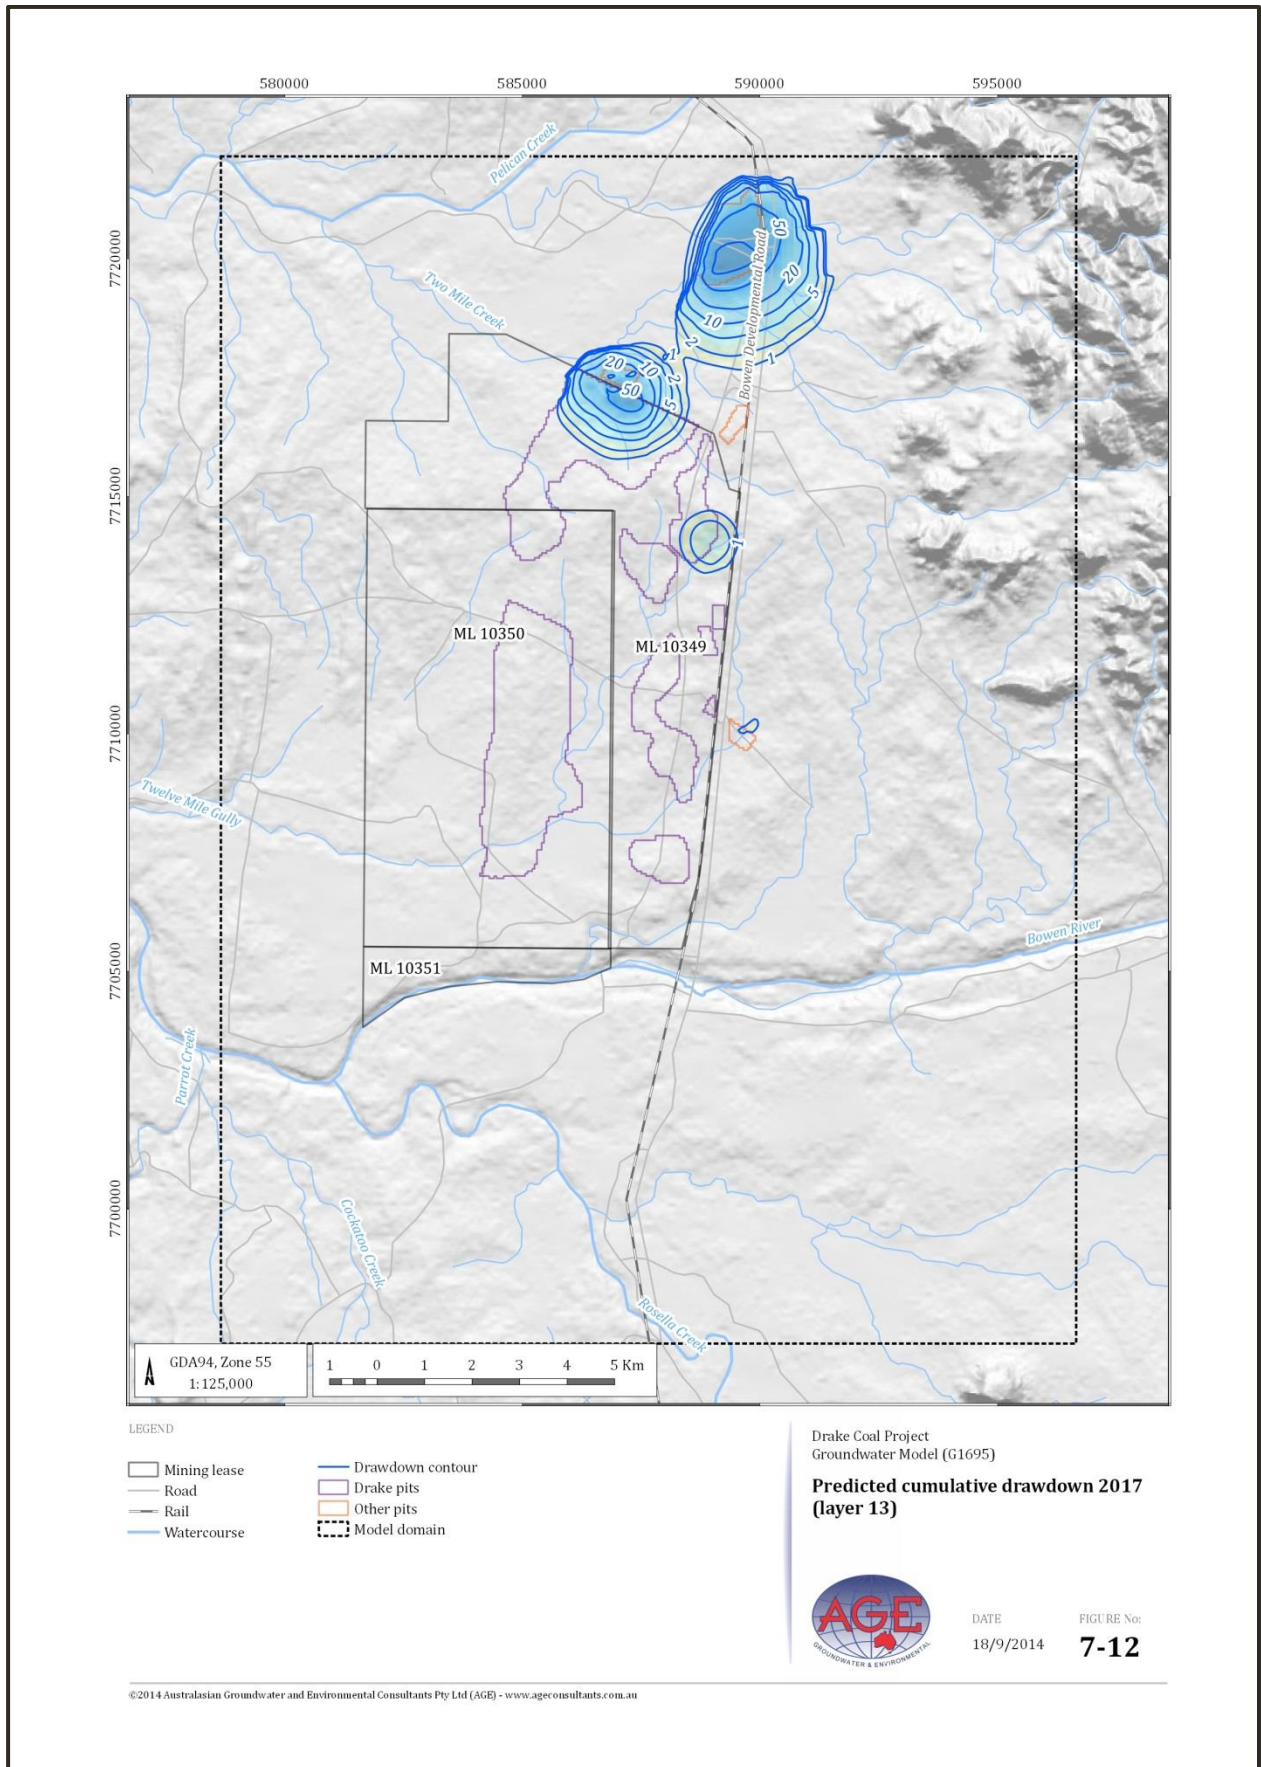 580000 585000 590000 595000
7720000
7715000
7710000
7705000
7700000
Pelican Creek
Two Mile Creek
Bowen Developmental Road
50
20
5
10
2
1
1
20
10
2
50
5
1
ML 10350
ML 10349
Twelve Mile Gully
Bowen River
ML 10351
Parrot Creek
Cockatoo Creek
Rosella Creek
N
GDA94, Zone 55
1:125,000
1 0 1 2 3 4 5 Km
LEGEND
Mining lease
Road
Rail
Watercourse
Drawdown contour
Drake pits
Other pits
Model domain
Drake Coal Project
Groundwater Model (G1695)
Predicted cumulative drawdown 2017
(layer 13)
AGE
GROUNDWATER & ENVIRONMENTAL
DATE
18/9/2014
FIGURE No:
7-12
©2014 Australasian Groundwater and Environmental Consultants Pty Ltd (AGE) - www.ageconsultants.com.au